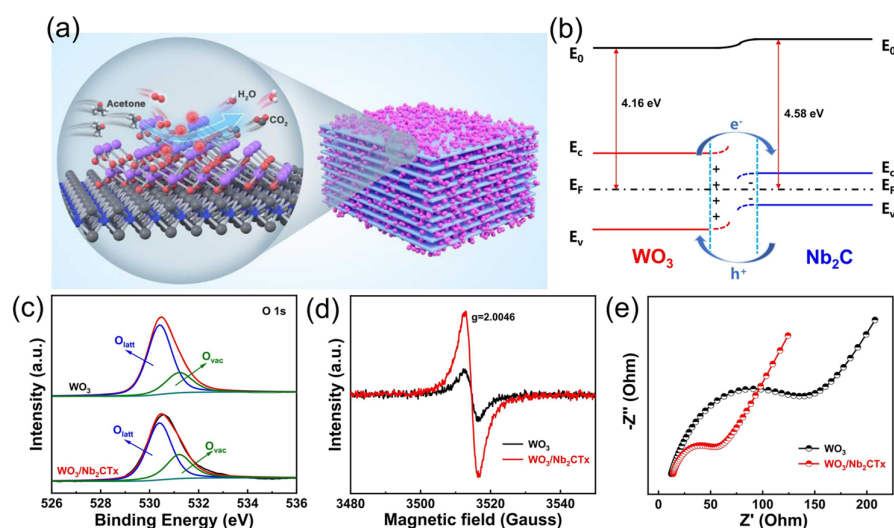 (a)
Acetone
H2O
CO2
(b)
E0
E0
4.16 eV
4.58 eV
e-
Ec
Ec
EF
EF
+
+
+
+
-
-
Ev
Ev
WO3
Nb2C
h+
(c)
O 1s
Olatt
Ovac
WO3
Olatt
Ovac
WO3/Nb2CTx
Intensity (a.u.)
526 528 530 532 534 536
Binding Energy (eV)
(d)
g=2.0046
WO3
WO3/Nb2CTx
Intensity (a.u.)
3480 3510 3540
Magnetic field (Gauss)
(e)
-Z'' (Ohm)
WO3
WO3/Nb2CTx
0 50 100 150 200
Z' (Ohm)